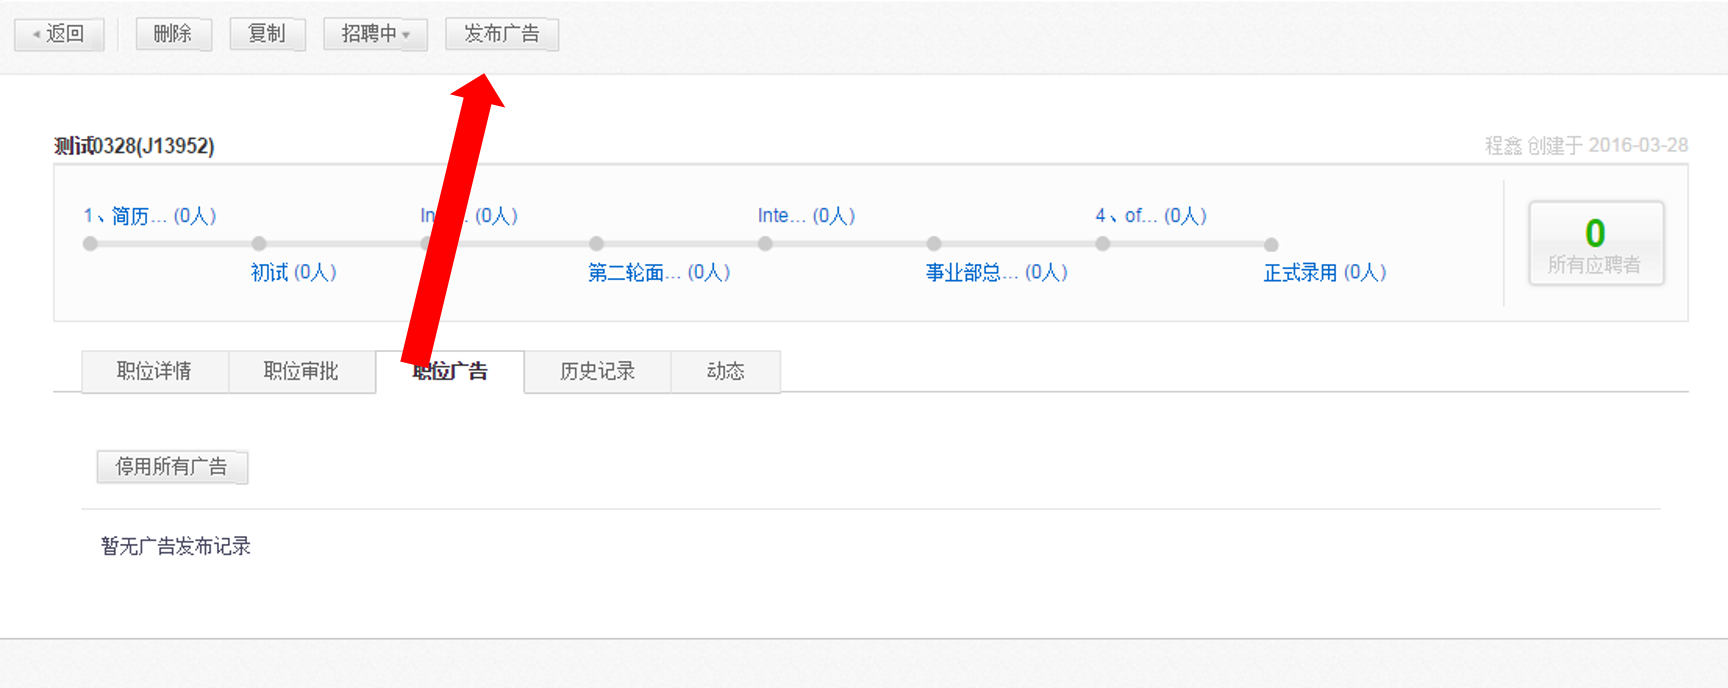 返回 删除 复制 招聘中 发布广告
测试0328(J13952) 程鑫 创建于 2016-03-28
1、简历... (0人) In... (0人) Inte... (0人) 4、of... (0人)
初试 (0人) 第二轮面... (0人) 事业部总... (0人) 正式录用 (0人)
0
所有应聘者
职位详情 职位审批 职位广告 历史记录 动态
停用所有广告
暂无广告发布记录